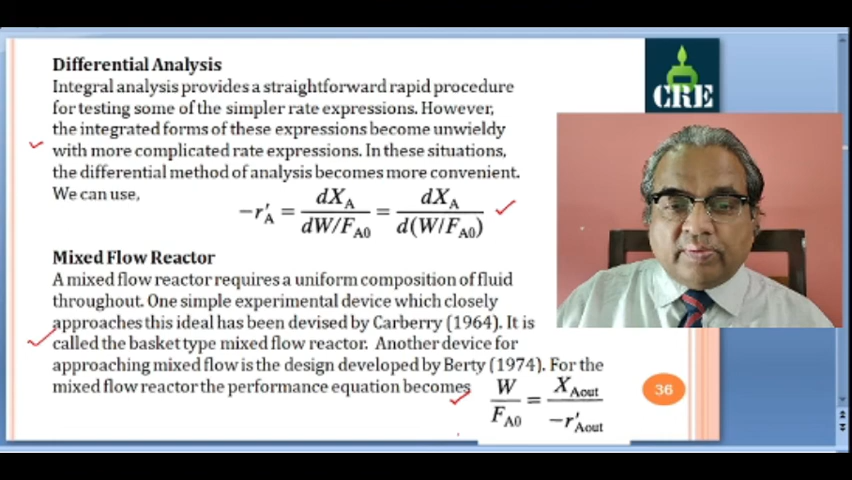 Differential Analysis
Integral analysis provides a straightforward rapid procedure
for testing some of the simpler rate expressions. However,
the integrated forms of these expressions become unwieldy
with more complicated rate expressions. In these situations,
the differential method of analysis becomes more convenient.
We can use,
−r′A = dXA / dW/FA0 = dXA / d(W/FA0)
CRE
Mixed Flow Reactor
A mixed flow reactor requires a uniform composition of fluid
throughout. One simple experimental device which closely
approaches this ideal has been devised by Carberry (1964). It is
called the basket type mixed flow reactor. Another device for
approaching mixed flow is the design developed by Berty (1974). For the
mixed flow reactor the performance equation becomes
W / FA0 = XAout / −r′Aout
36